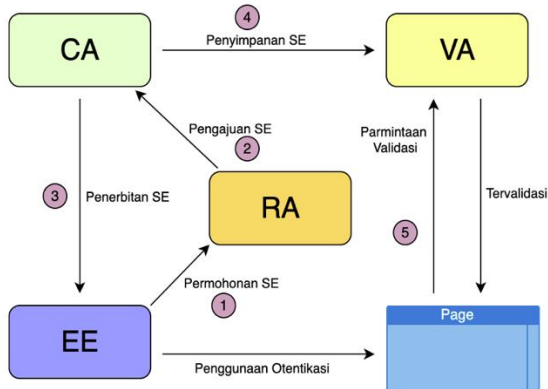 4
CA
Penyimpanan SE
VA
Pengajuan SE
2
Parmintaan
Validasi
3
Penerbitan SE
Tervalidasi
RA
5
Permohonan SE
1
Page
EE
Penggunaan Otentikasi